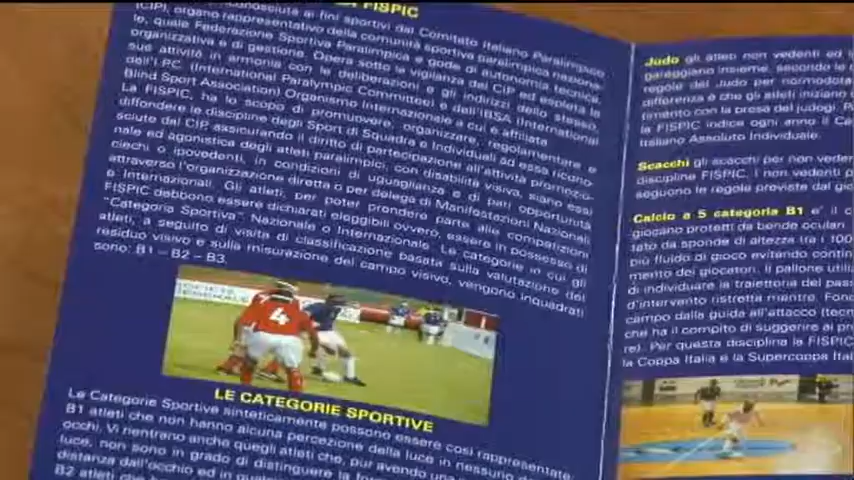 FISPIC
riconosciuta ai fini sportivi dal Comitato Italiano Paralimpico
(CIP), organo rappresentativo della comunità sportiva paralimpica naziona-
le, quale Federazione Sportiva Paralimpica e gode di autonomia tecnica,
organizzativa e di gestione. Opera sotto la vigilanza del CIP ed espleta le
sue attività in armonia con le deliberazioni e gli indirizzi dello stesso,
dell'I.P.C (International Paralympic Committee) e dell'IBSA (International
Blind Sport Association) Organismo Internazionale a cui è affiliata.
La FISPIC, ha lo scopo di promuovere, organizzare, regolamentare e
diffondere le discipline degli Sport di Squadra e Individuali ad essa ricono-
sciute dal CIP assicurando il diritto di partecipazione all'attività promozio-
nale ed agonistica degli atleti paralimpici, con disabilità visiva, siano essi
ciechi o ipovedenti, in condizioni di uguaglianza e di pari opportunità
attraverso l'organizzazione diretta o per delega di Manifestazioni Nazionali
e Internazionali. Gli atleti, per poter prendere parte alle competizioni
FISPIC debbono essere dichiarati eleggibili ovvero, essere in possesso di
"Categoria Sportiva" Nazionale o Internazionale. Le categorie in cui gli
atleti, a seguito di visita di classificazione basata sulla valutazione del
residuo visivo e sulla misurazione del campo visivo, vengono inquadrati
sono: B1 – B2 – B3.
4
LE CATEGORIE SPORTIVE
Le Categorie Sportive sinteticamente possono essere così rappresentate:
B1 atleti che non hanno alcuna percezione della luce in nessuno de
occhi. Vi rientrano anche quegli atleti che, pur avendo una
luce, non sono in grado di distinguere la
distanza dall'occhio ed in
B2 atleti che
Judo gli atleti non vedenti ed i
gareggiano insieme, secondo le
regole del Judo per normodota
differenza è che gli atleti iniziano
timento con la presa del judogi. P
la FISPIC indice ogni anno il Ca
Italiano Assoluto Individuale.
Scacchi gli scacchi per non veden
discipline FISPIC. I non vedenti p
seguono le regole previste dal gio
Calcio a 5 categoria B1 e' il c
giocano protetti da bende oculari
tato da sponde di altezza tra i 100
più fluido di gioco evitando contin
mento dei giocatori. Il pallone utiliz
di individuare la traiettoria del pass
d'intervento ristretta mentre. Fond
campo dalla guida all'attacco (tecn
che ha il compito di suggerire ai pr
re). Per questa disciplina la FISPIC
la Coppa Italia e la Supercoppa Ital